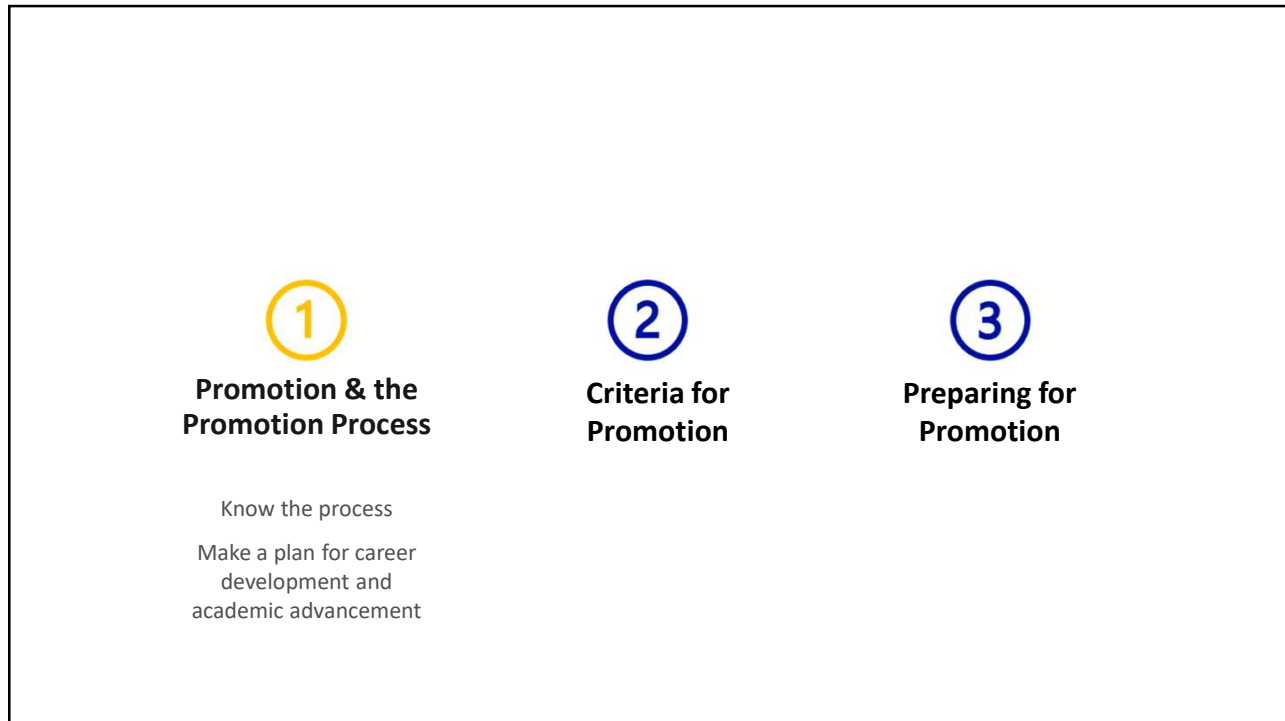 1
Promotion & the
Promotion Process
Know the process
Make a plan for career
development and
academic advancement
2
Criteria for
Promotion
3
Preparing for
Promotion